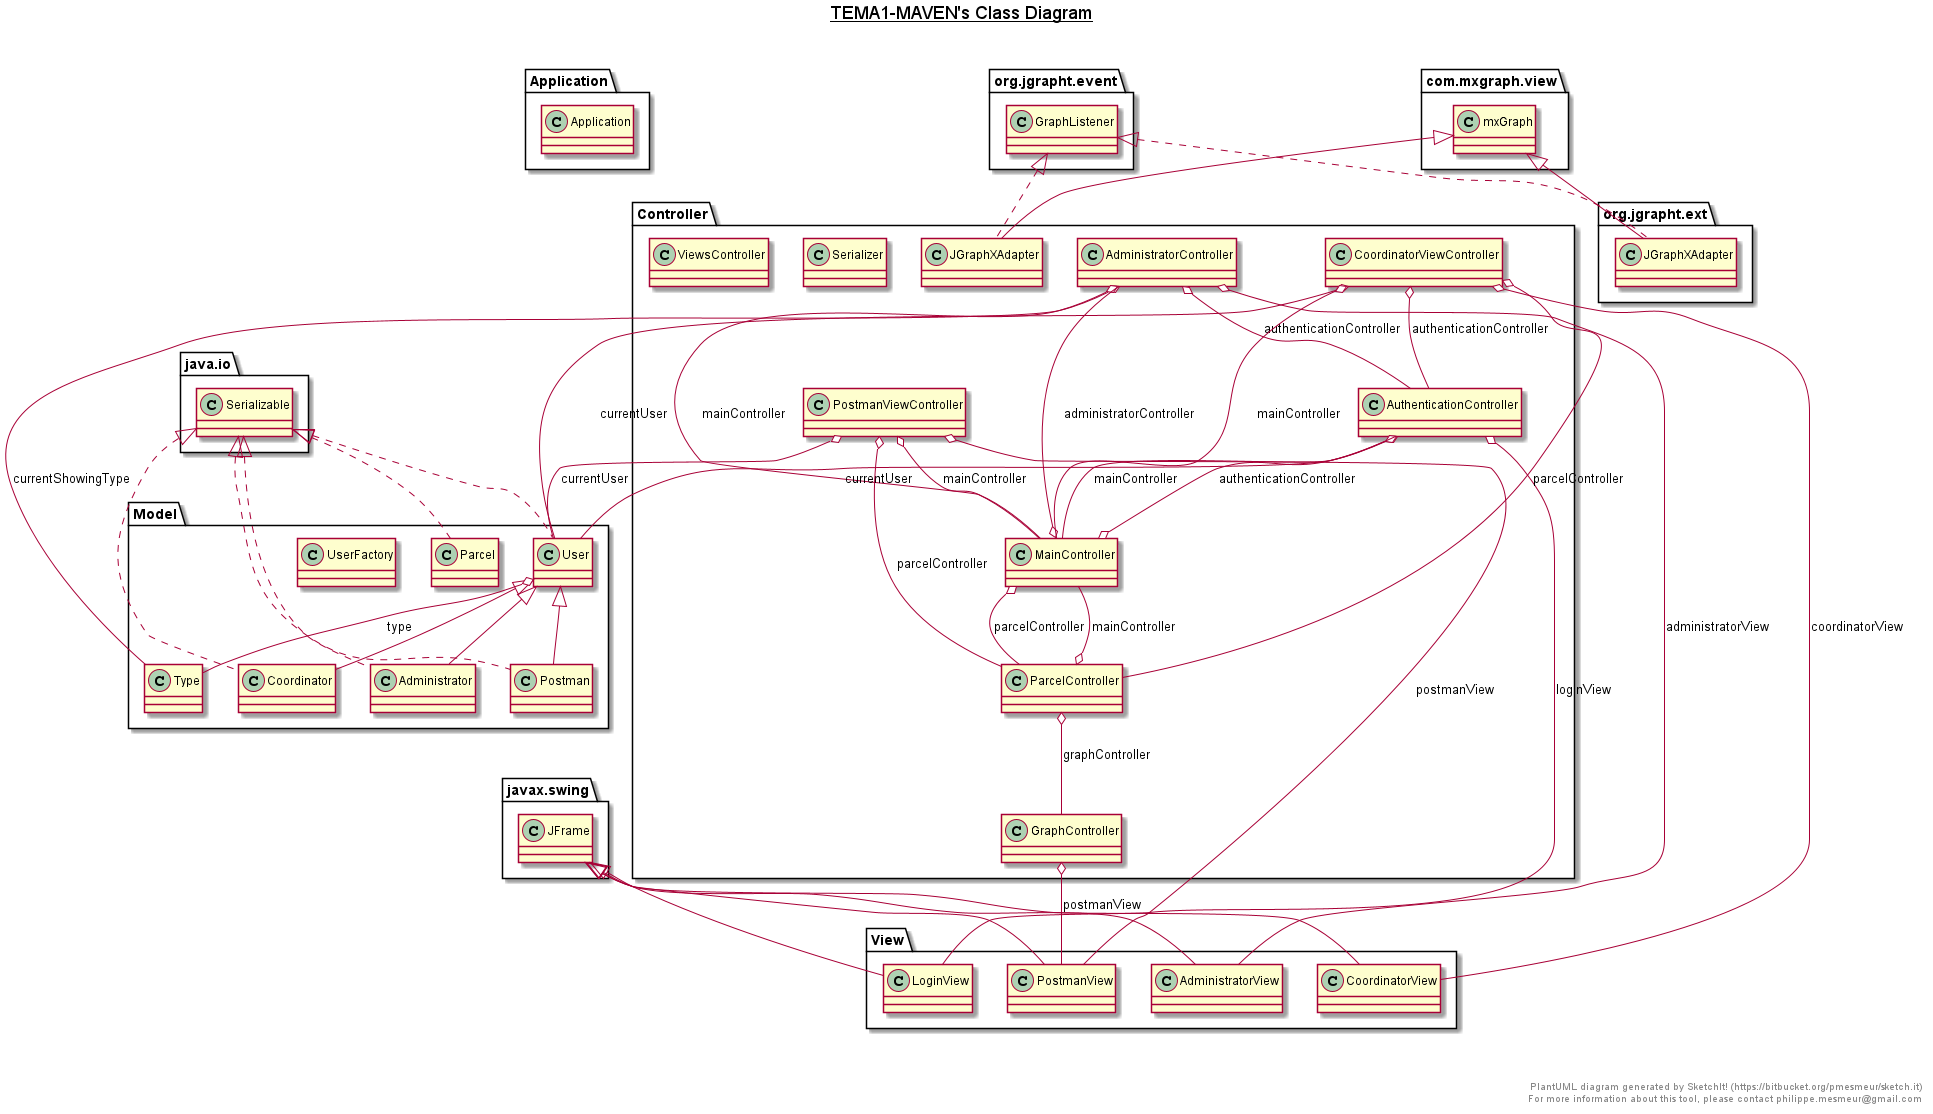 TEMA1-MAVEN's Class Diagram
Application
org.jgrapht.event
com.mxgraph.view
C Application
C GraphListener
C mxGraph
Controller
org.jgrapht.ext
C ViewsController
C Serializer
C JGraphXAdapter
C AdministratorController
C CoordinatorViewController
C JGraphXAdapter
authenticationController
authenticationController
java.io
C Serializable
C PostmanViewController
C AuthenticationController
currentUser
mainController
administratorController
mainController
currentShowingType
currentUser
currentUser
mainController
mainController
authenticationController
parcelController
Model
C UserFactory
C Parcel
C User
C MainController
parcelController
type
parcelController
mainController
administratorView
coordinatorView
C Type
C Coordinator
C Administrator
C Postman
C ParcelController
postmanView
loginView
graphController
javax.swing
C JFrame
C GraphController
postmanView
View
C LoginView
C PostmanView
C AdministratorView
C CoordinatorView
PlantUML diagram generated by SketchIt! (https://bitbucket.org/pmesmeur/sketch.it)
For more information about this tool, please contact philippe.mesmeur@gmail.com